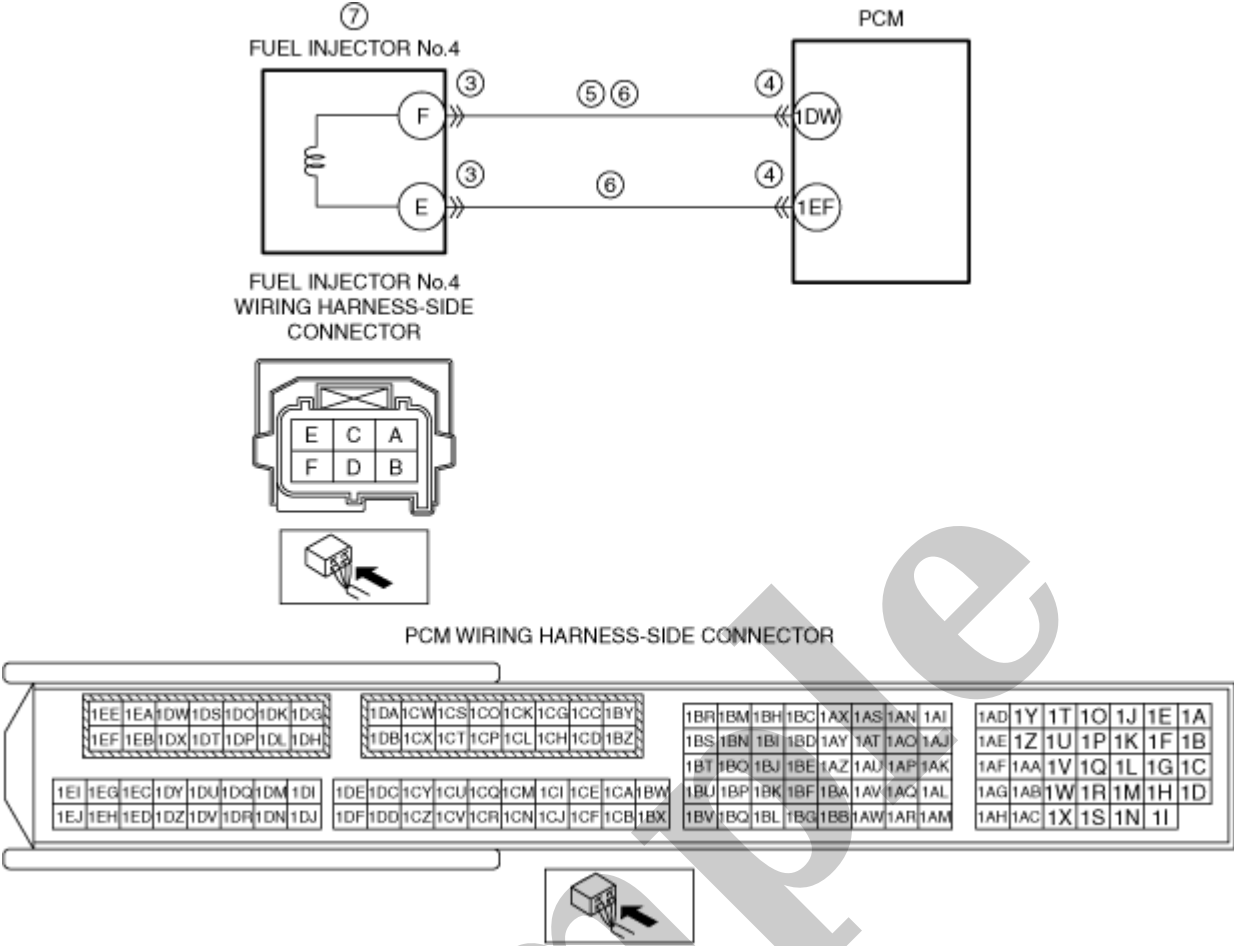 ⑦
FUEL INJECTOR No.4
PCM
③ ⑤ ⑥ ④
F 1DW
③ ⑥ ④
E 1EF
FUEL INJECTOR No.4
WIRING HARNESS-SIDE
CONNECTOR
E C A
F D B
PCM WIRING HARNESS-SIDE CONNECTOR
1EE 1EA 1DW 1DS 1DO 1DK 1DG 1DA 1CW 1CS 1CO 1CK 1CG 1CC 1BY 1BR 1BM 1BH 1BC 1AX 1AS 1AN 1AI 1AD 1Y 1T 1O 1J 1E 1A
1EF 1EB 1DX 1DT 1DP 1DL 1DH 1DB 1CX 1CT 1CP 1CL 1CH 1CD 1BZ 1BS 1BN 1BI 1BD 1AY 1AT 1AO 1AJ 1AE 1Z 1U 1P 1K 1F 1B
1BT 1BO 1BJ 1BE 1AZ 1AU 1AP 1AK 1AF 1AA 1V 1Q 1L 1G 1C
1EI 1EG 1EC 1DY 1DU 1DQ 1DM 1DI 1DE 1DC 1CY 1CU 1CQ 1CM 1CI 1CE 1CA 1BW 1BU 1BP 1BK 1BF 1BA 1AV 1AQ 1AL 1AG 1AB 1W 1R 1M 1H 1D
1EJ 1EH 1ED 1DZ 1DV 1DR 1DN 1DJ 1DF 1DD 1CZ 1CV 1CR 1CN 1CJ 1CF 1CB 1BX 1BV 1BQ 1BL 1BG 1BB 1AW 1AR 1AM 1AH 1AC 1X 1S 1N 1I
mple